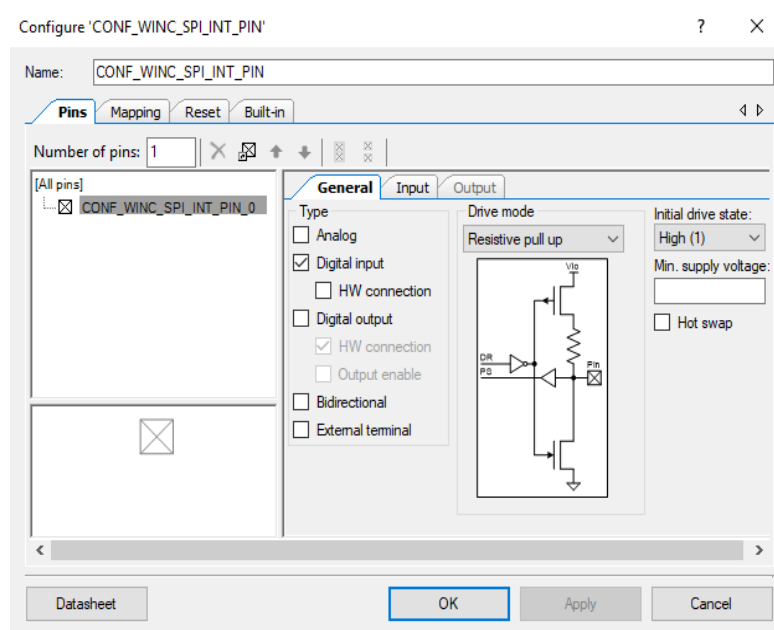 Configure 'CONF_WINC_SPI_INT_PIN'
?
Name: CONF_WINC_SPI_INT_PIN
Pins Mapping Reset Built-in
Number of pins: 1
[All pins]
CONF_WINC_SPI_INT_PIN_0
General Input Output
Type
Analog
Digital input
HW connection
Digital output
HW connection
Output enable
Bidirectional
External terminal
Drive mode
Resistive pull up
Vio
DR
PS
Pin
Initial drive state:
High (1)
Min. supply voltage:
Hot swap
Datasheet OK Apply Cancel